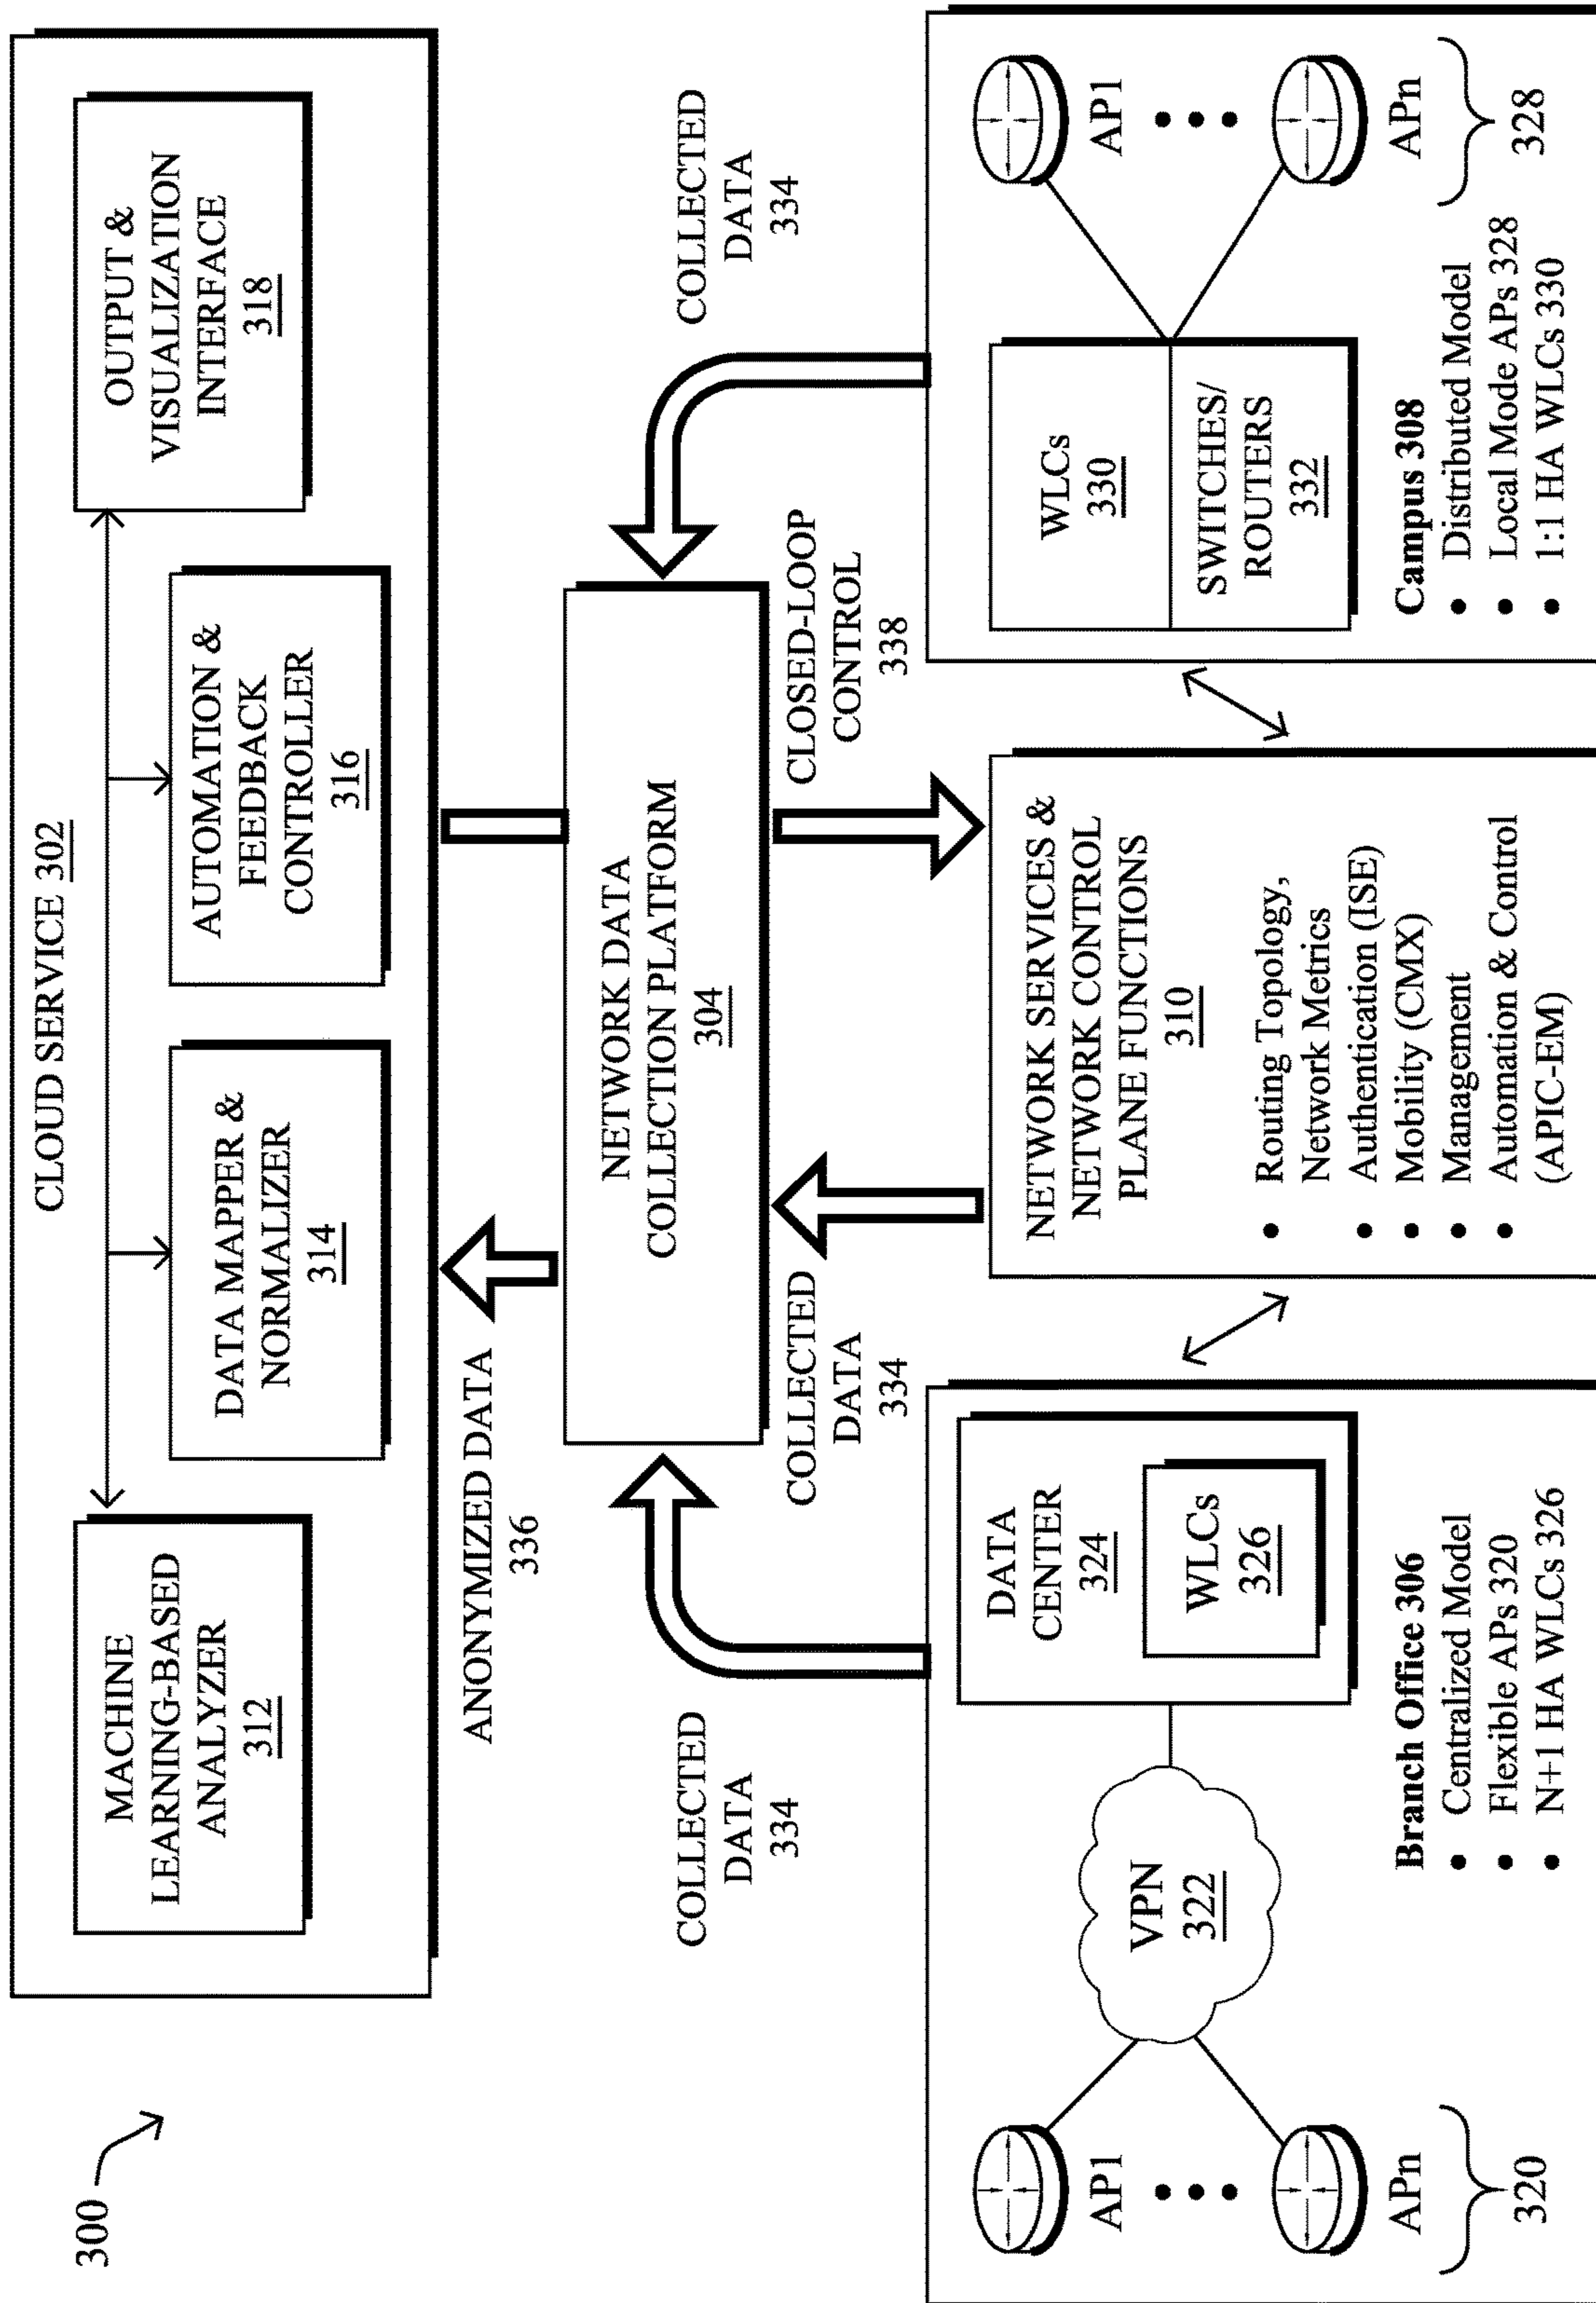 300
CLOUD SERVICE 302
MACHINE
LEARNING-BASED
ANALYZER
312
DATA MAPPER &
NORMALIZER
314
AUTOMATION &
FEEDBACK
CONTROLLER
316
OUTPUT &
VISUALIZATION
INTERFACE
318
ANONYMIZED DATA
336
COLLECTED
DATA
334
NETWORK DATA
COLLECTION PLATFORM
304
COLLECTED
DATA
334
COLLECTED
DATA
334
CLOSED-LOOP
CONTROL
338
AP1
APn
320
VPN
322
DATA
CENTER
324
WLCs
326
Branch Office 306
• Centralized Model
• Flexible APs 320
• N+1 HA WLCs 326
NETWORK SERVICES &
NETWORK CONTROL
PLANE FUNCTIONS
310
• Routing Topology,
Network Metrics
• Authentication (ISE)
• Mobility (CMX)
• Management
• Automation & Control
(APIC-EM)
WLCs
330
SWITCHES/
ROUTERS
332
AP1
APn
328
Campus 308
• Distributed Model
• Local Mode APs 328
• 1:1 HA WLCs 330